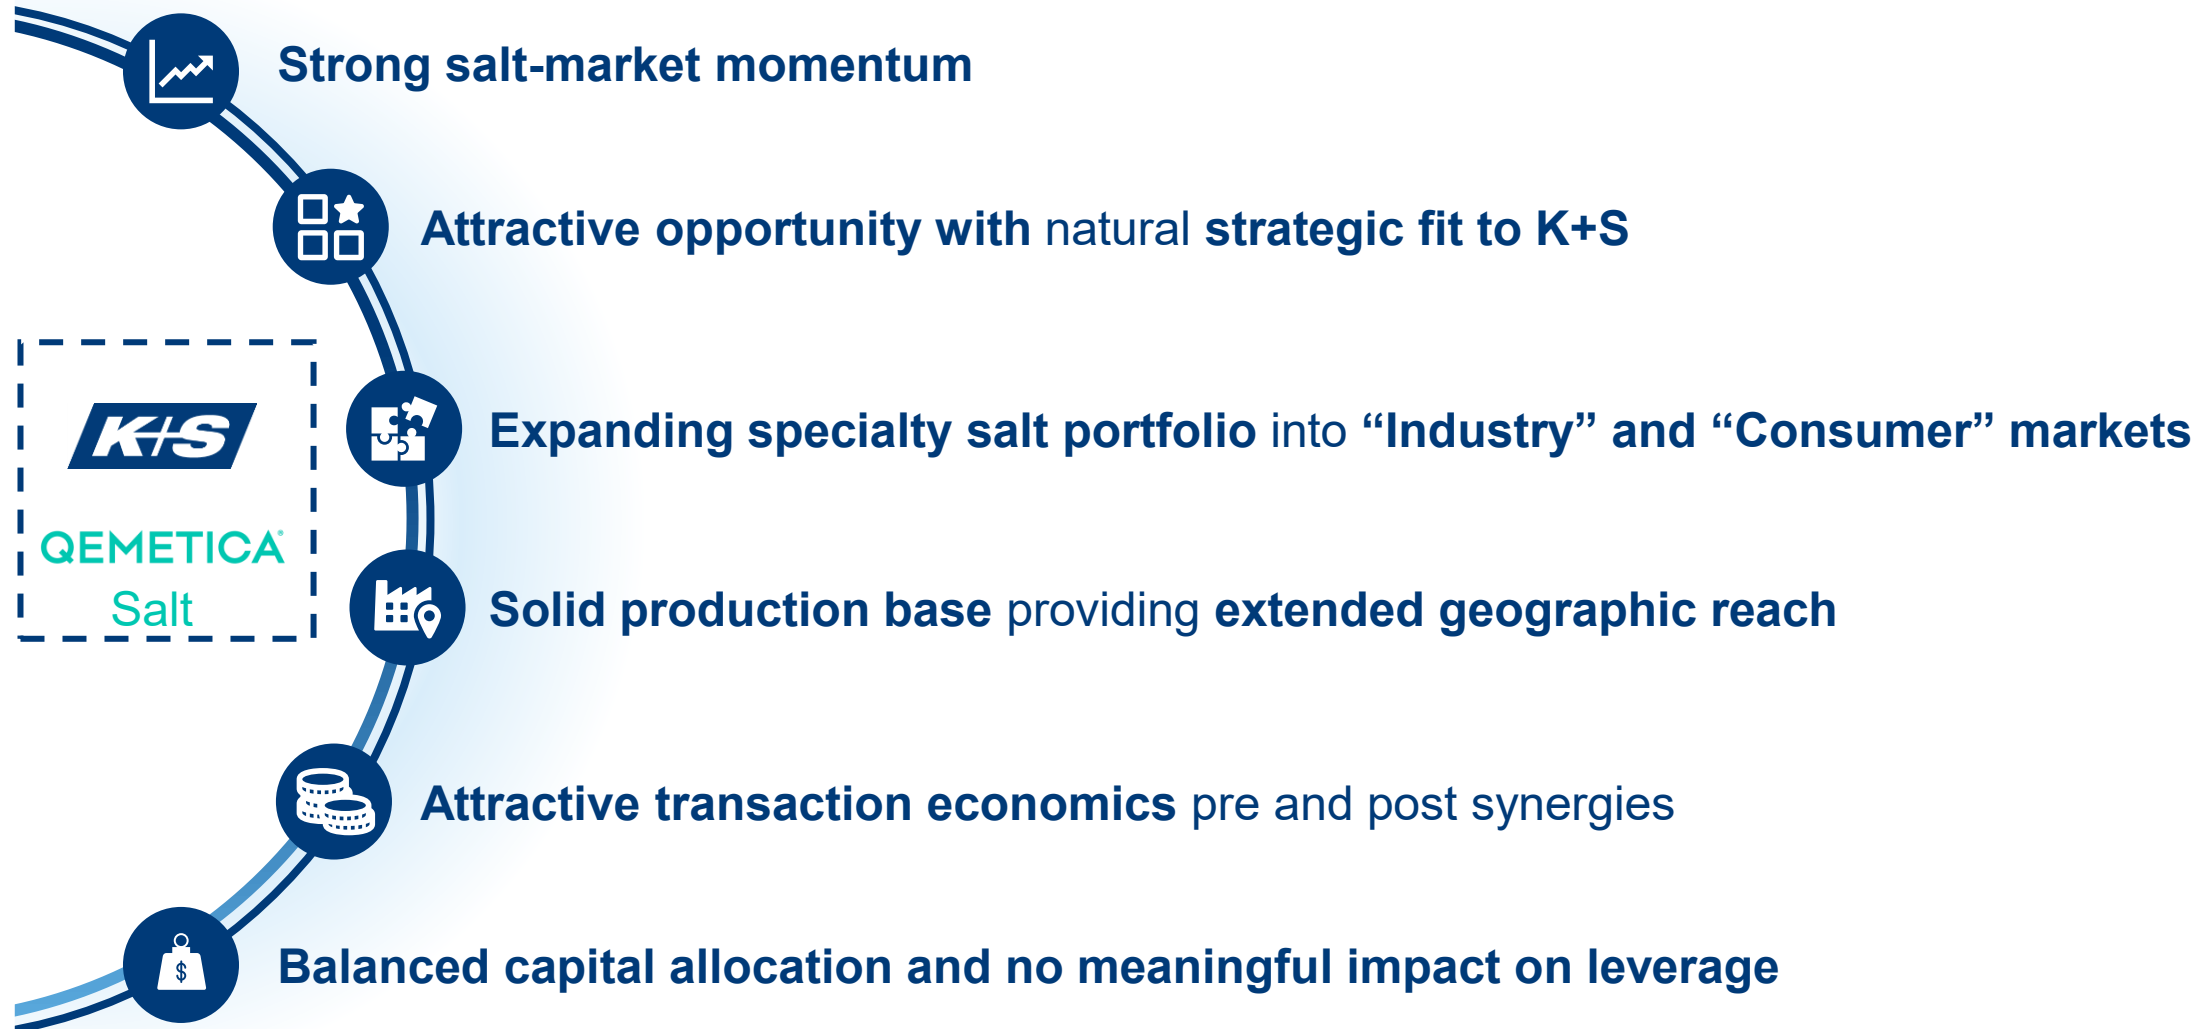 Strong salt-market momentum
Attractive opportunity with natural strategic fit to K+S
K+S
QEMETICA®
Salt
Expanding specialty salt portfolio into “Industry” and “Consumer” markets
Solid production base providing extended geographic reach
Attractive transaction economics pre and post synergies
$
Balanced capital allocation and no meaningful impact on leverage